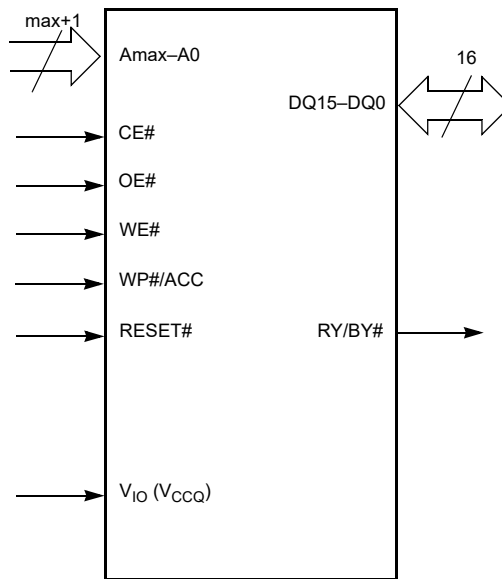 max+1
Amax–A0
16
DQ15–DQ0
CE#
OE#
WE#
WP#/ACC
RESET#
RY/BY#
VIO (VCCQ)